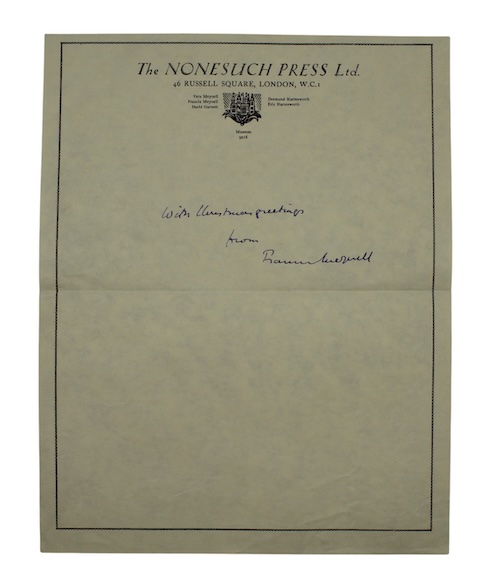 The NONESUCH PRESS Ltd.
46 RUSSELL SQUARE, LONDON, W.C.1
Vera Meynell
Francis Meynell
David Garnett
Desmond Harmsworth
Eric Harmsworth
Museum
With Christmas greetings
from
Francis Meynell